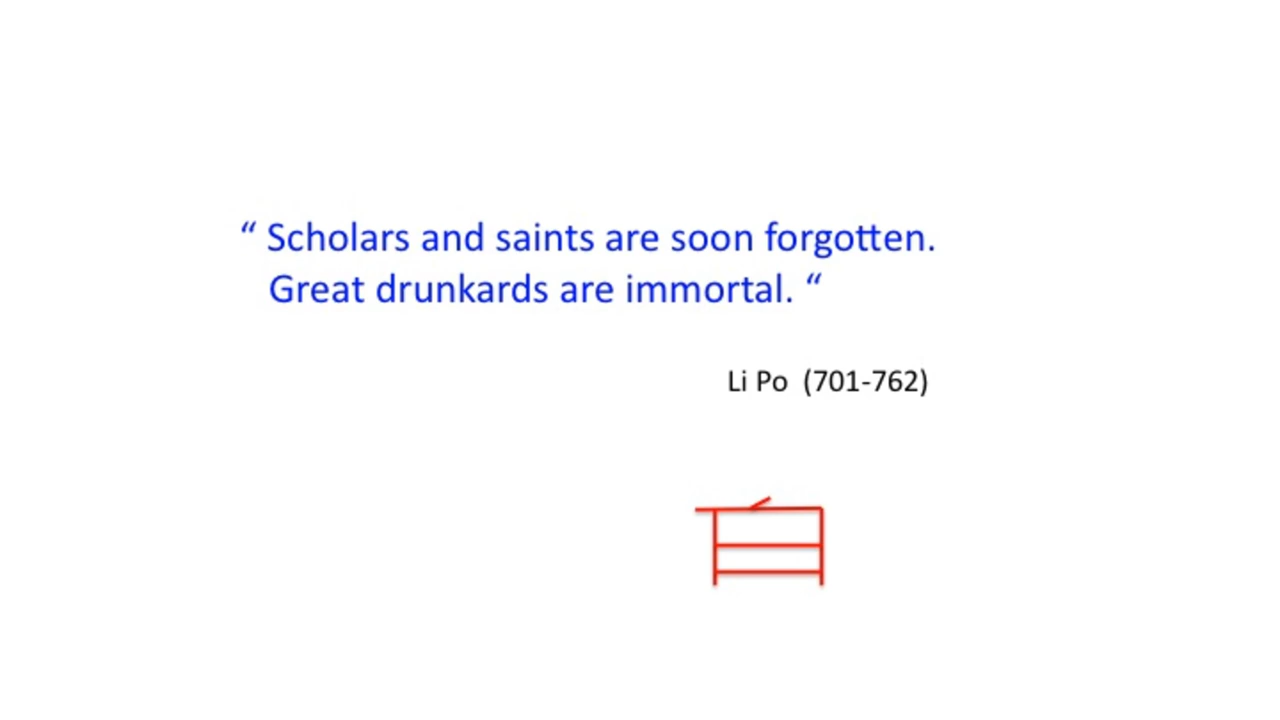 “ Scholars and saints are soon forgotten.
Great drunkards are immortal. “
Li Po (701-762)